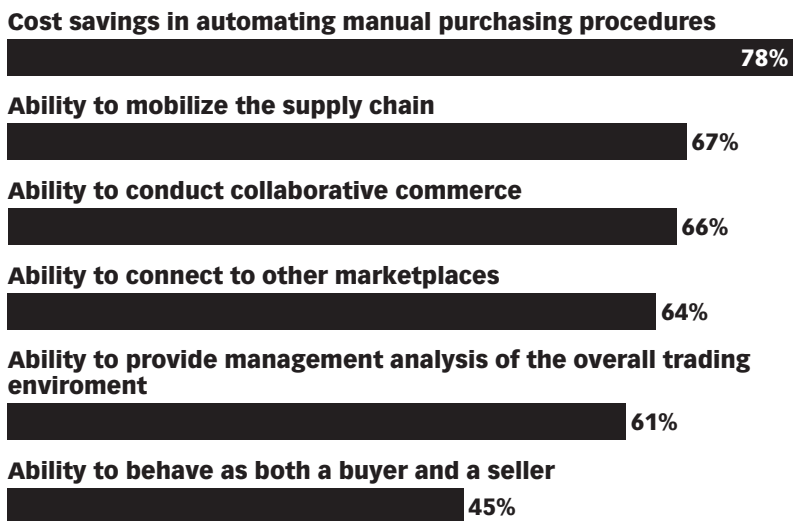 Cost savings in automating manual purchasing procedures
78%
Ability to mobilize the supply chain
67%
Ability to conduct collaborative commerce
66%
Ability to connect to other marketplaces
64%
Ability to provide management analysis of the overall trading
enviroment
61%
Ability to behave as both a buyer and a seller
45%